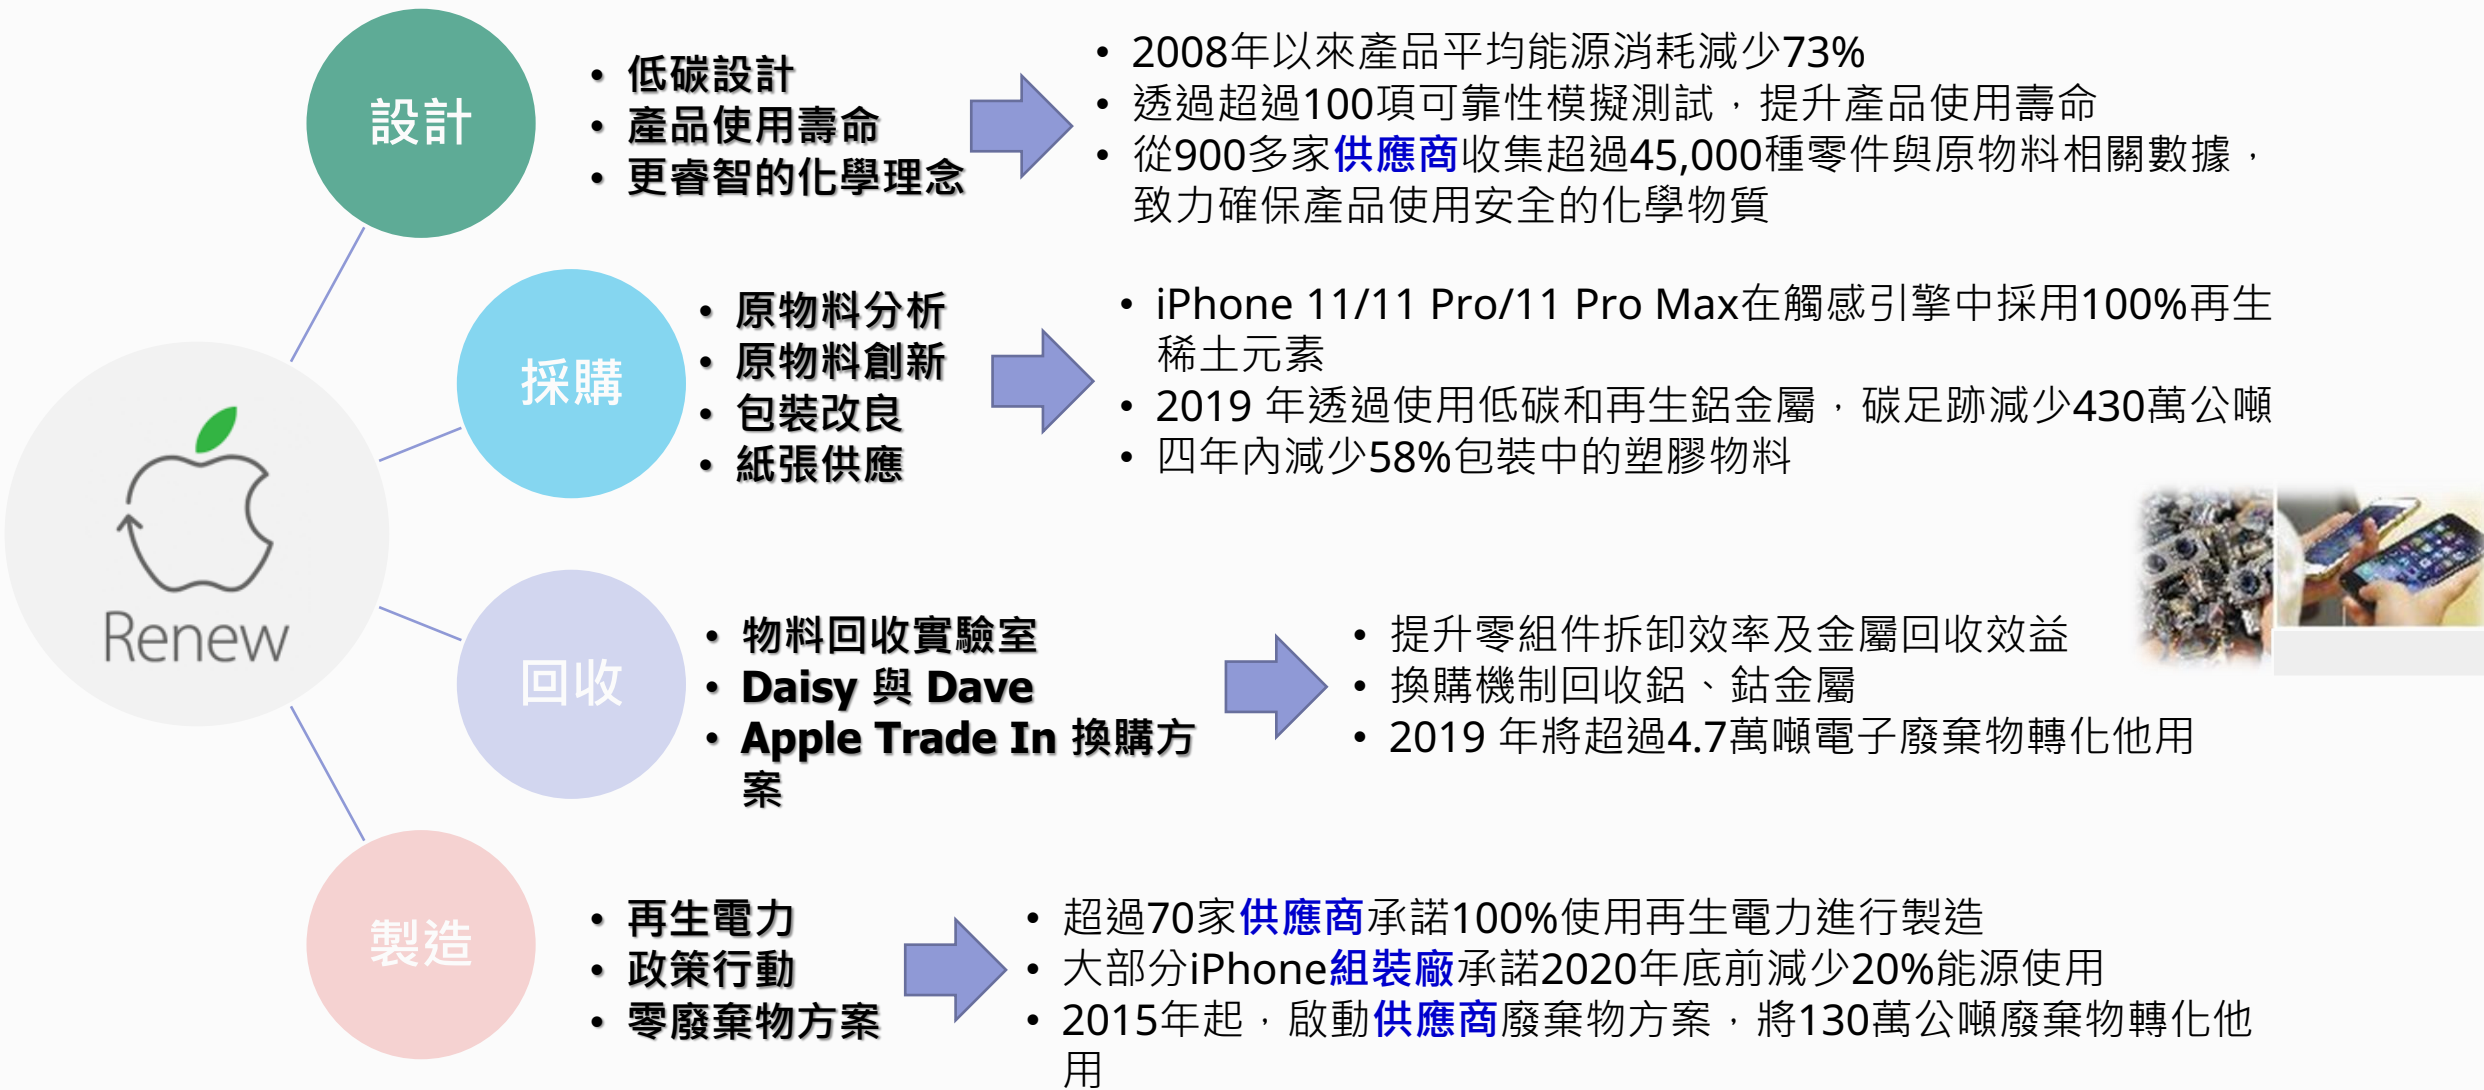 設計
• 低碳設計
• 產品使用壽命
• 更睿智的化學理念
• 2008年以來產品平均能源消耗減少73%
• 透過超過100項可靠性模擬測試，提升產品使用壽命
• 從900多家供應商收集超過45,000種零件與原物料相關數據，
致力確保產品使用安全的化學物質
採購
• 原物料分析
• 原物料創新
• 包裝改良
• 紙張供應
• iPhone 11/11 Pro/11 Pro Max在觸感引擎中採用100%再生
稀土元素
• 2019 年透過使用低碳和再生鋁金屬，碳足跡減少430萬公噸
• 四年內減少58%包裝中的塑膠物料
Renew
回收
• 物料回收實驗室
• Daisy 與 Dave
• Apple Trade In 換購方
案
• 提升零組件拆卸效率及金屬回收效益
• 換購機制回收鋁、鈷金屬
• 2019 年將超過4.7萬噸電子廢棄物轉化他用
製造
• 再生電力
• 政策行動
• 零廢棄物方案
• 超過70家供應商承諾100%使用再生電力進行製造
• 大部分iPhone組裝廠承諾2020年底前減少20%能源使用
• 2015年起，啟動供應商廢棄物方案，將130萬公噸廢棄物轉化他
用